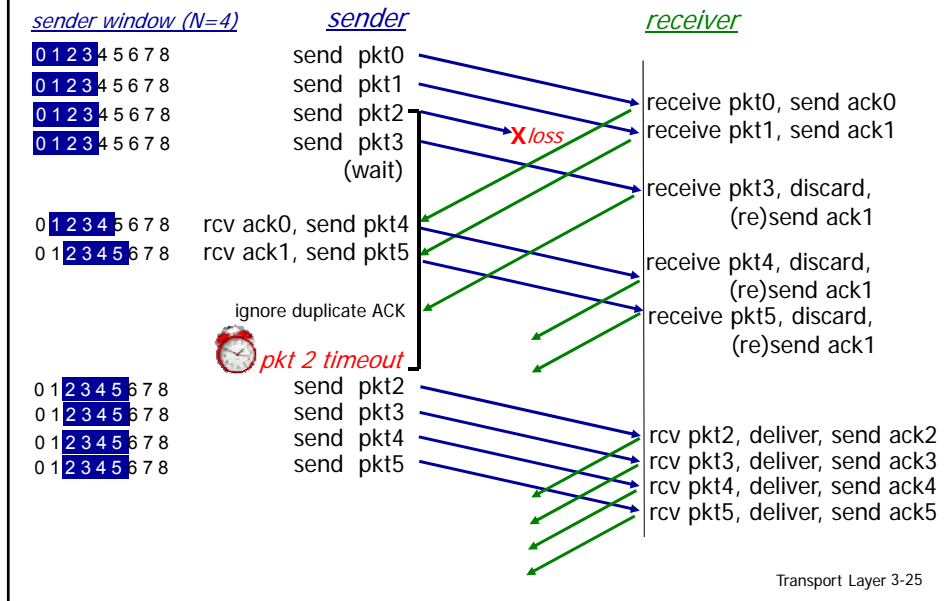 sender window (N=4) sender receiver
0 1 2 3 4 5 6 7 8 send pkt0
0 1 2 3 4 5 6 7 8 send pkt1
0 1 2 3 4 5 6 7 8 send pkt2
0 1 2 3 4 5 6 7 8 send pkt3
(wait)
X loss
receive pkt0, send ack0
receive pkt1, send ack1
receive pkt3, discard,
(re)send ack1
0 1 2 3 4 5 6 7 8 rcv ack0, send pkt4
0 1 2 3 4 5 6 7 8 rcv ack1, send pkt5
receive pkt4, discard,
(re)send ack1
receive pkt5, discard,
(re)send ack1
ignore duplicate ACK
pkt 2 timeout
0 1 2 3 4 5 6 7 8 send pkt2
0 1 2 3 4 5 6 7 8 send pkt3
0 1 2 3 4 5 6 7 8 send pkt4
0 1 2 3 4 5 6 7 8 send pkt5
rcv pkt2, deliver, send ack2
rcv pkt3, deliver, send ack3
rcv pkt4, deliver, send ack4
rcv pkt5, deliver, send ack5
Transport Layer 3-25